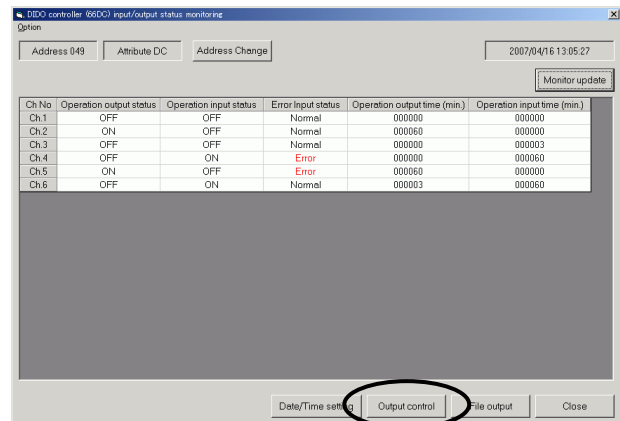 DIDO controller (66DC) input/output status monitoring
Option
Address 049 Attribute DC Address Change 2007/04/16 13:05:27
Monitor update
Ch No Operation output status Operation input status Error Input status Operation output time (min.) Operation input time (min.)
Ch.1 OFF OFF Normal 000000 000000
Ch.2 ON OFF Normal 000060 000000
Ch.3 OFF OFF Normal 000000 000003
Ch.4 OFF ON Error 000000 000060
Ch.5 ON OFF Error 000060 000000
Ch.6 OFF ON Normal 000003 000060
Date/Time setting Output control File output Close